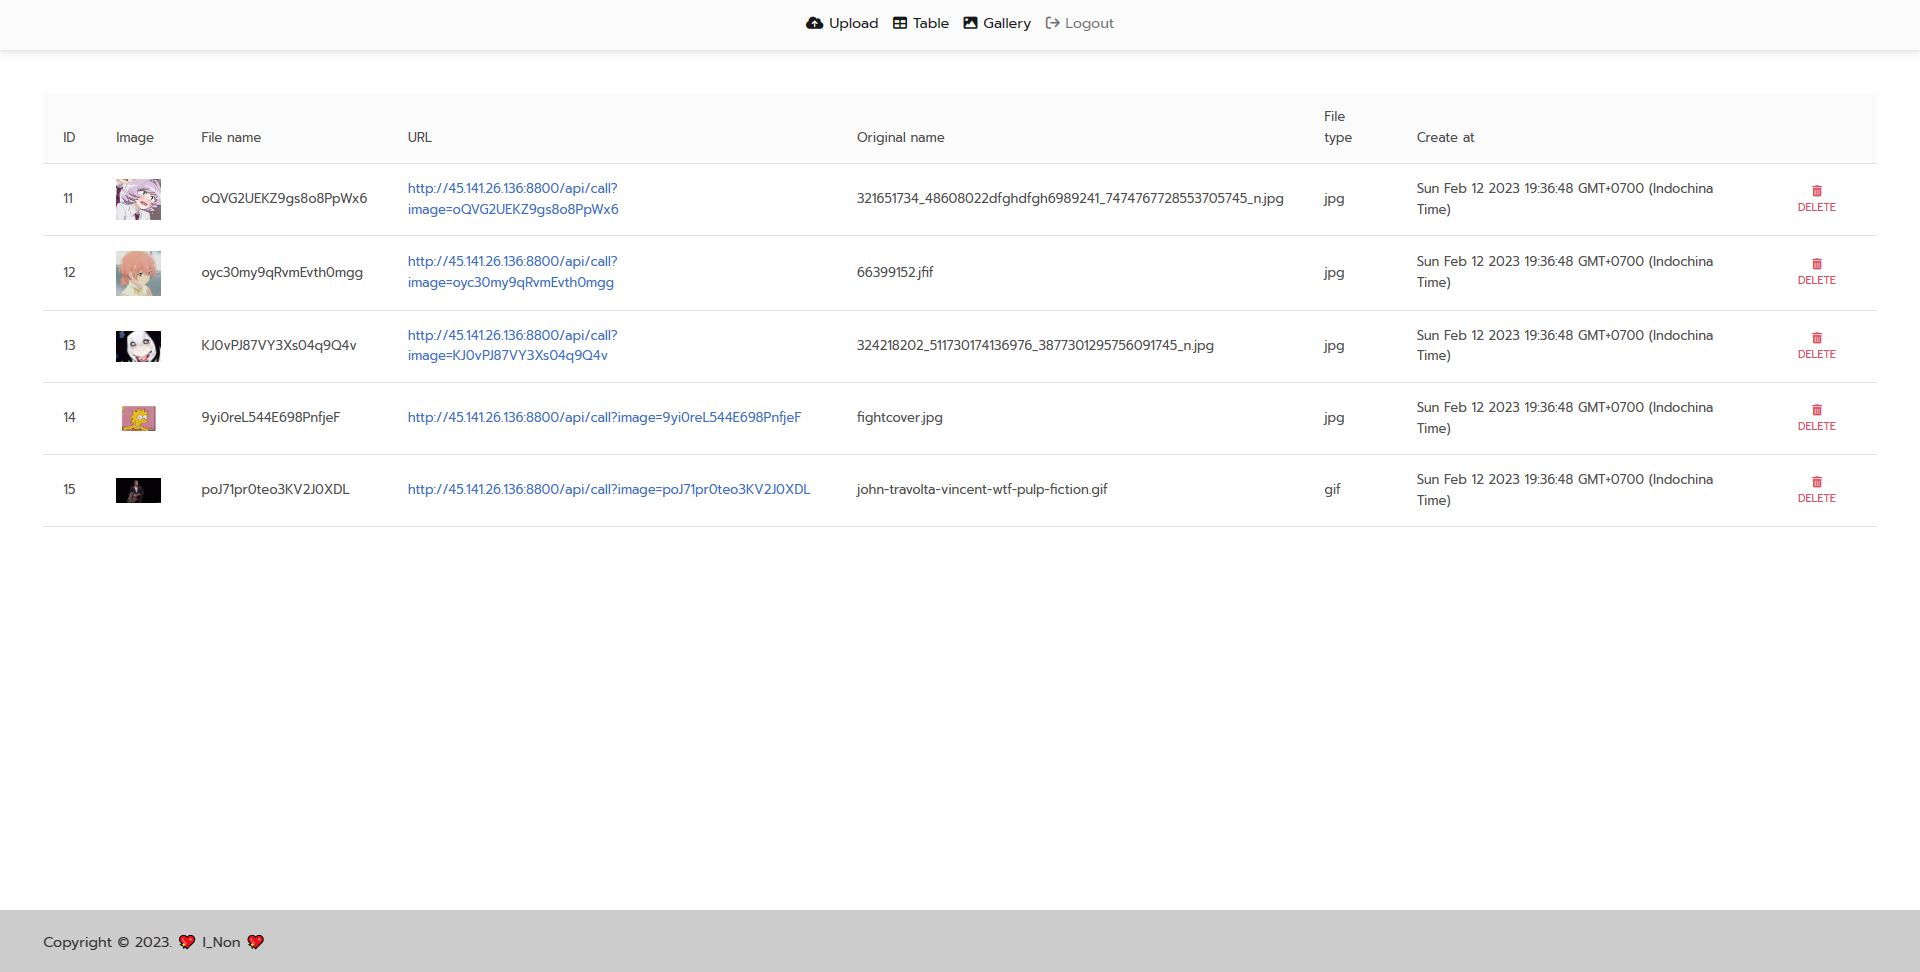 Upload Table Gallery Logout
ID Image File name URL Original name File type Create at
11 oQVG2UEKZ9gs8o8PpWx6 http://45.141.26.136:8800/api/call? 321651734_48608022dfghdfgh6989241_7474767728553705745_n.jpg jpg Sun Feb 12 2023 19:36:48 GMT+0700 (Indochina
image=oQVG2UEKZ9gs8o8PpWx6 Time) DELETE
12 oyc30my9qRvmEvth0mgg http://45.141.26.136:8800/api/call? 66399152.jfif jpg Sun Feb 12 2023 19:36:48 GMT+0700 (Indochina
image=oyc30my9qRvmEvth0mgg Time) DELETE
13 KJ0vPJ87VY3Xs04q9Q4v http://45.141.26.136:8800/api/call? 324218202_511730174136976_3877301295756091745_n.jpg jpg Sun Feb 12 2023 19:36:48 GMT+0700 (Indochina
image=KJ0vPJ87VY3Xs04q9Q4v Time) DELETE
14 9yi0reL544E698PnfjeF http://45.141.26.136:8800/api/call?image=9yi0reL544E698PnfjeF fightcover.jpg jpg Sun Feb 12 2023 19:36:48 GMT+0700 (Indochina
Time) DELETE
15 poJ71pr0teo3KV2J0XDL http://45.141.26.136:8800/api/call?image=poJ71pr0teo3KV2J0XDL john-travolta-vincent-wtf-pulp-fiction.gif gif Sun Feb 12 2023 19:36:48 GMT+0700 (Indochina
Time) DELETE
Copyright © 2023. 💖 I_Non 💖